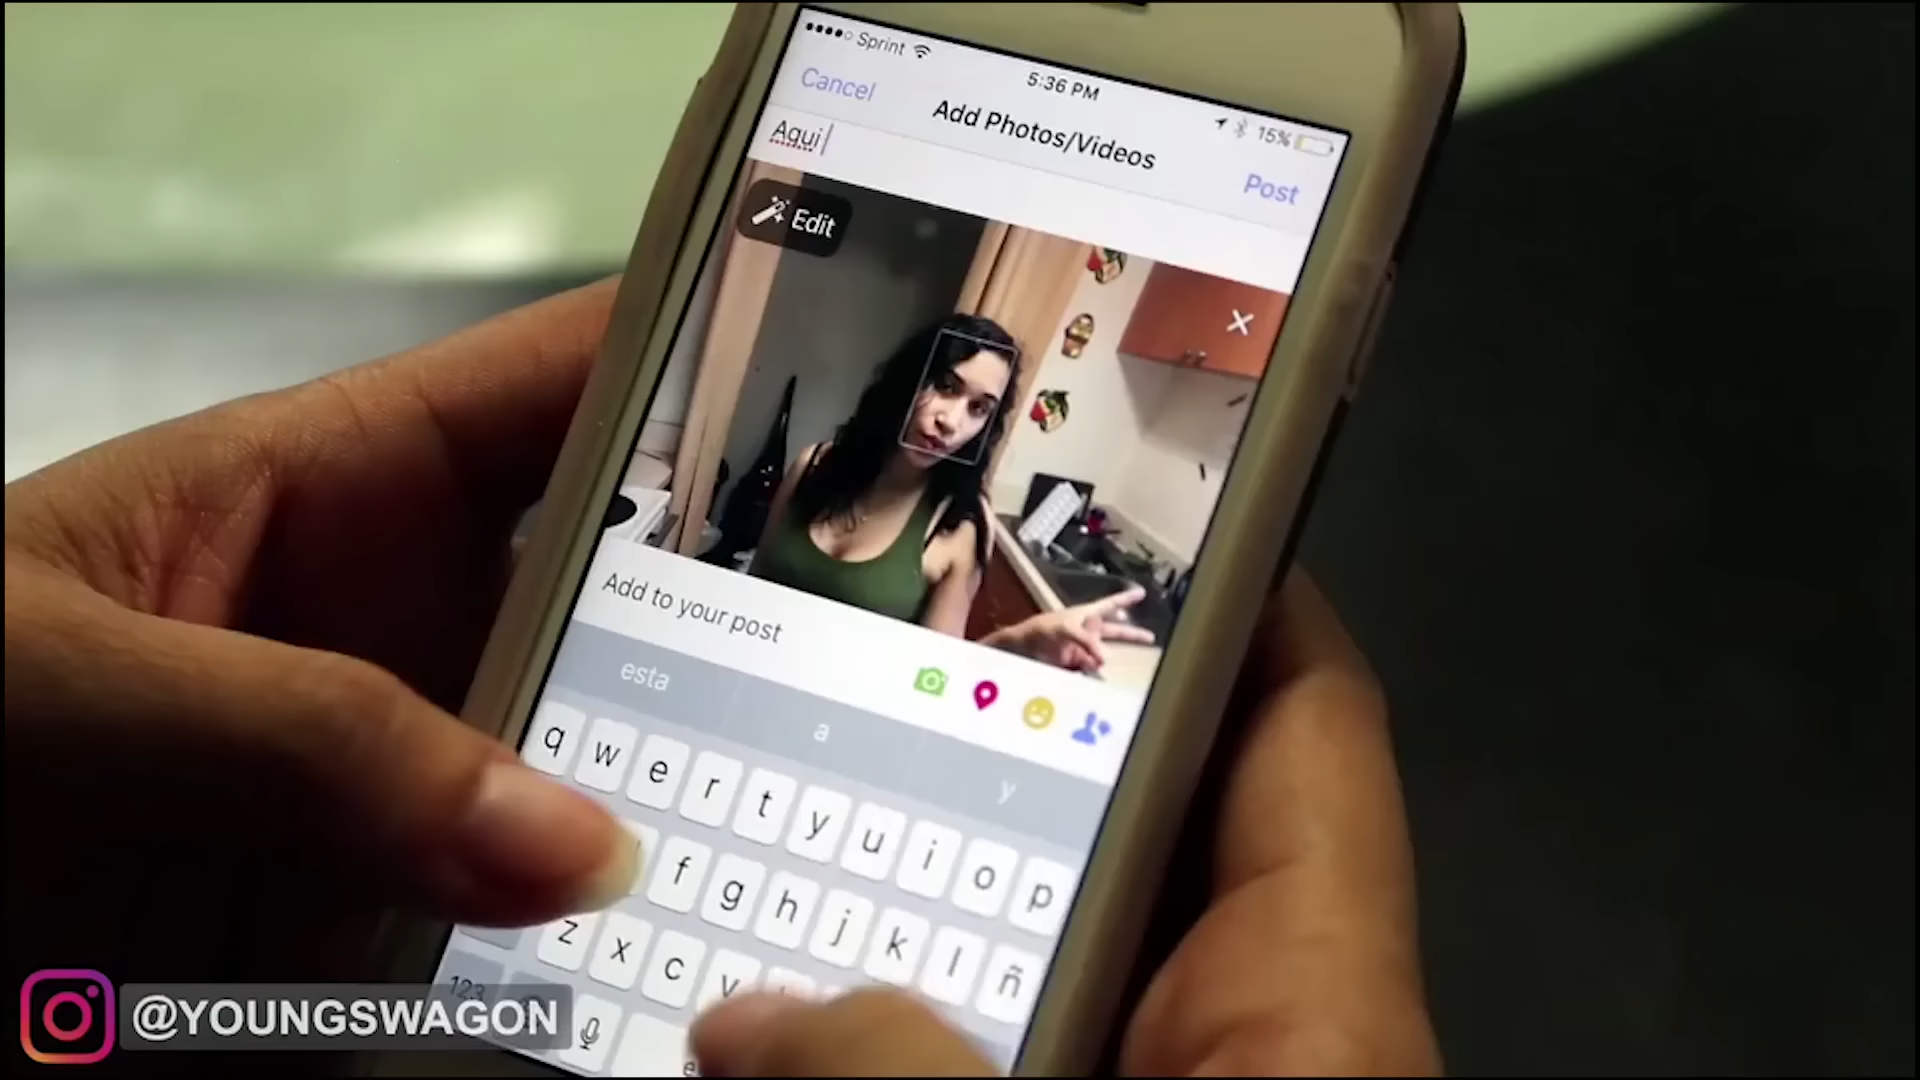 Sprint
5:36 PM
15%
Cancel
Add Photos/Videos
Post
Aqui
Edit
Add to your post
esta
a
y
q w e r t y u i o p
f g h j k l ñ
z x c v
123
@YOUNGSWAGON